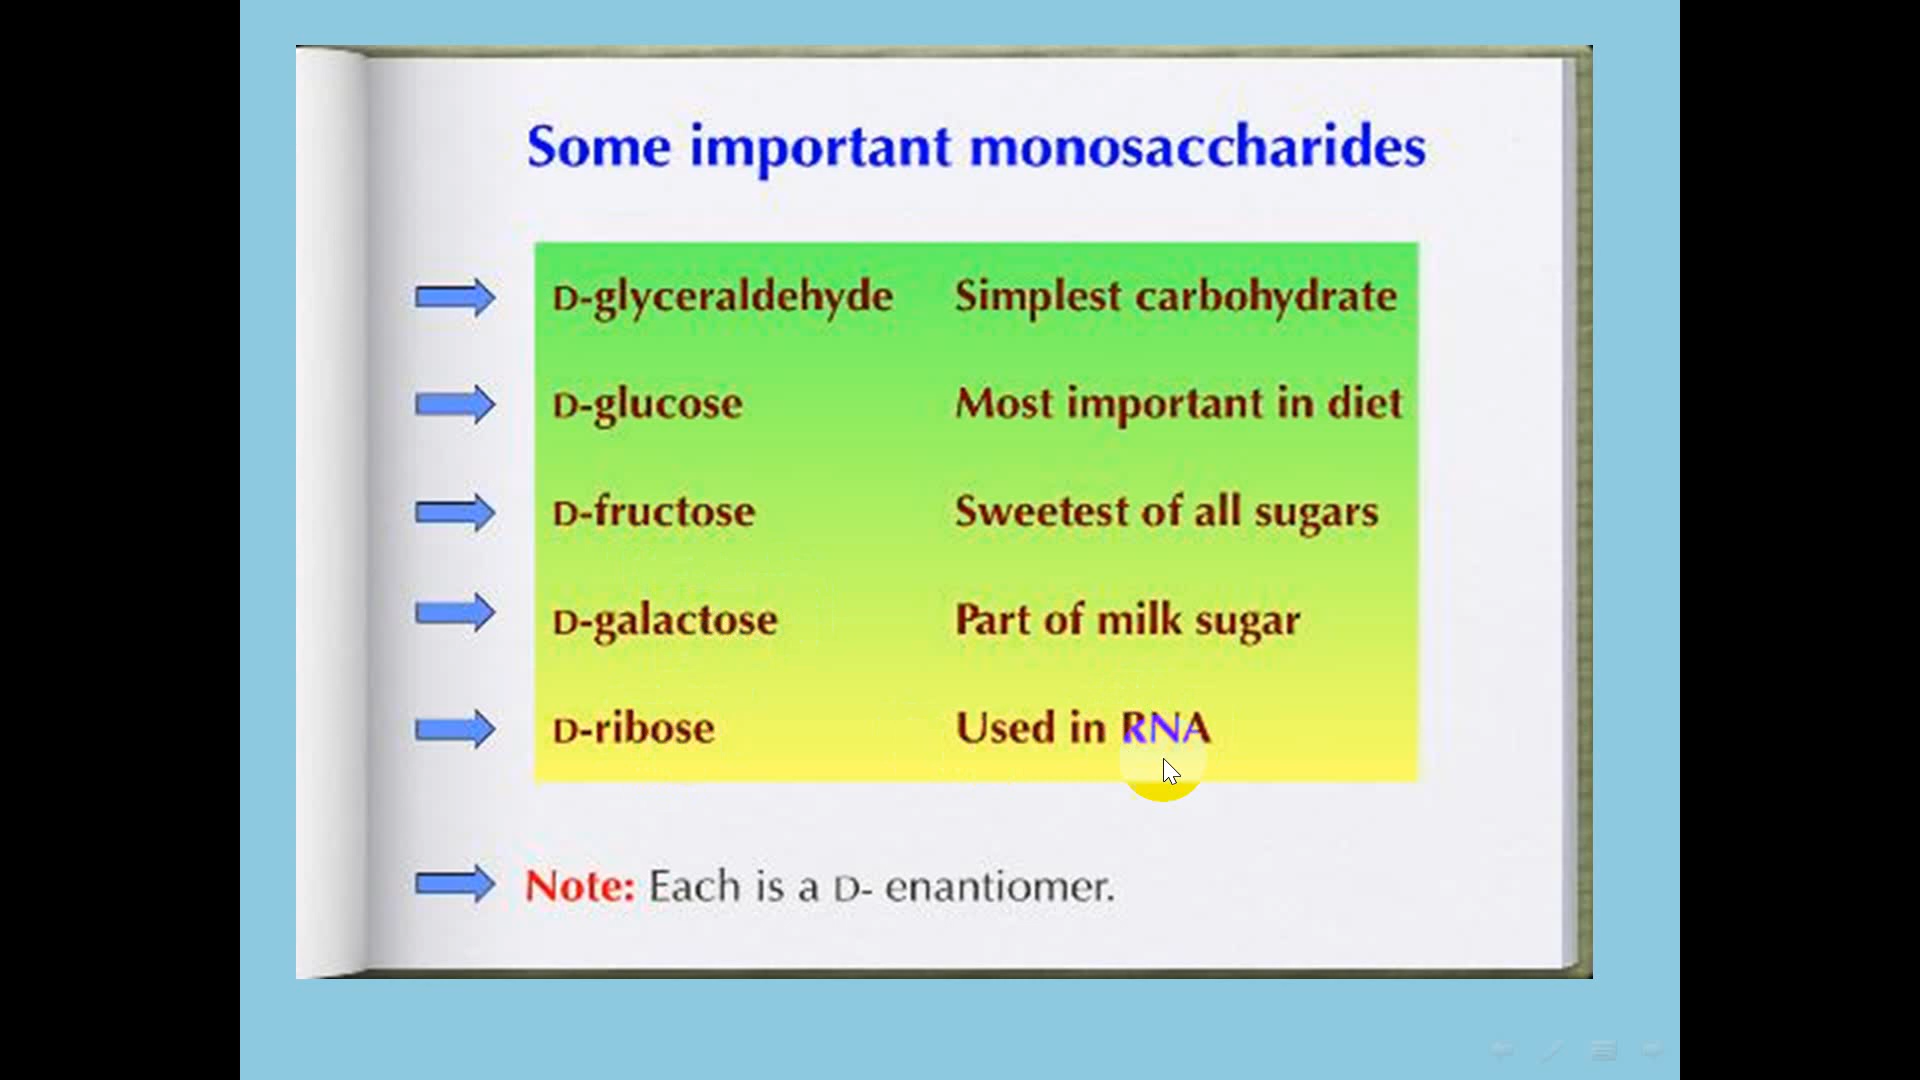 Some important monosaccharides
D-glyceraldehyde Simplest carbohydrate
D-glucose Most important in diet
D-fructose Sweetest of all sugars
D-galactose Part of milk sugar
D-ribose Used in RNA
Note: Each is a D- enantiomer.